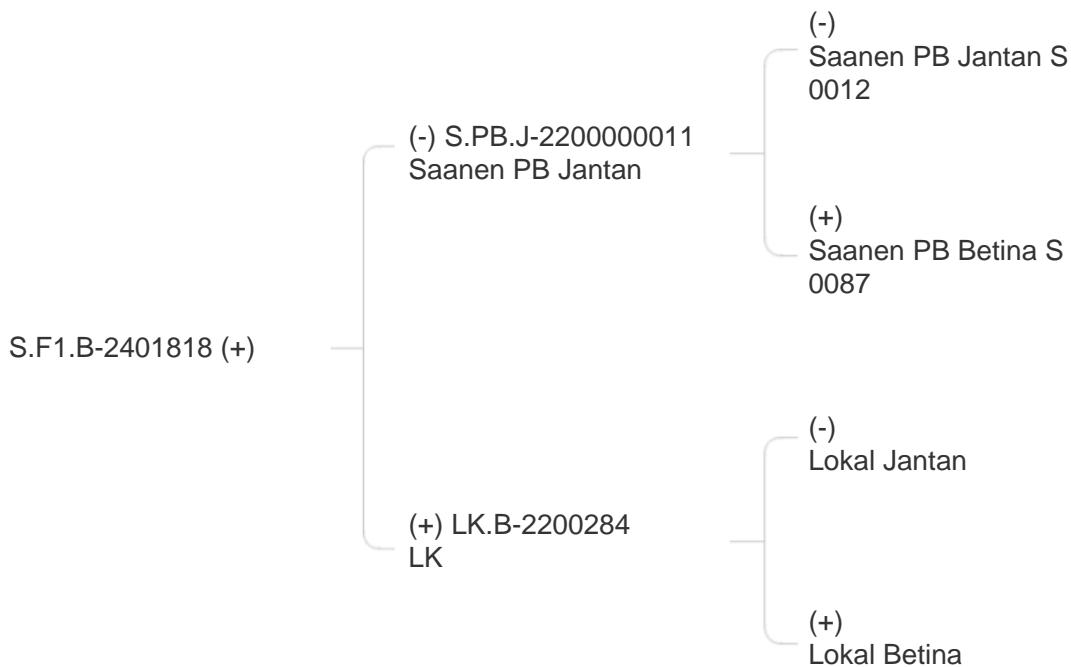 (-)
Saanen PB Jantan S
0012
(-) S.PB.J-2200000011
Saanen PB Jantan
(+)
Saanen PB Betina S
0087
S.F1.B-2401818 (+)
(-)
Lokal Jantan
(+) LK.B-2200284
LK
(+)
Lokal Betina